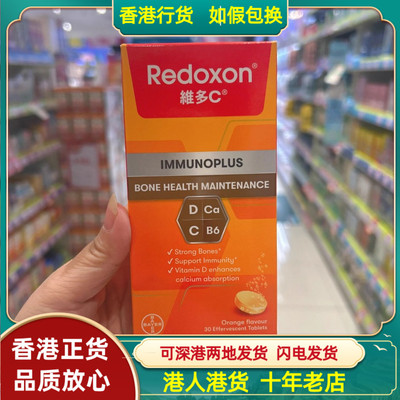 香港行货 如假包换
Redoxon®
維多C®
IMMUNOPLUS
BONE HEALTH MAINTENANCE
D Ca
C B6
✓ Strong Bones^
✓ Support Immunity^
✓ Vitamin D enhances
calcium absorption
Orange flavour
30 Effervescent Tablets
BAYER
香港正货
品质放心
可深港两地发货 闪电发货
港人港货 十年老店